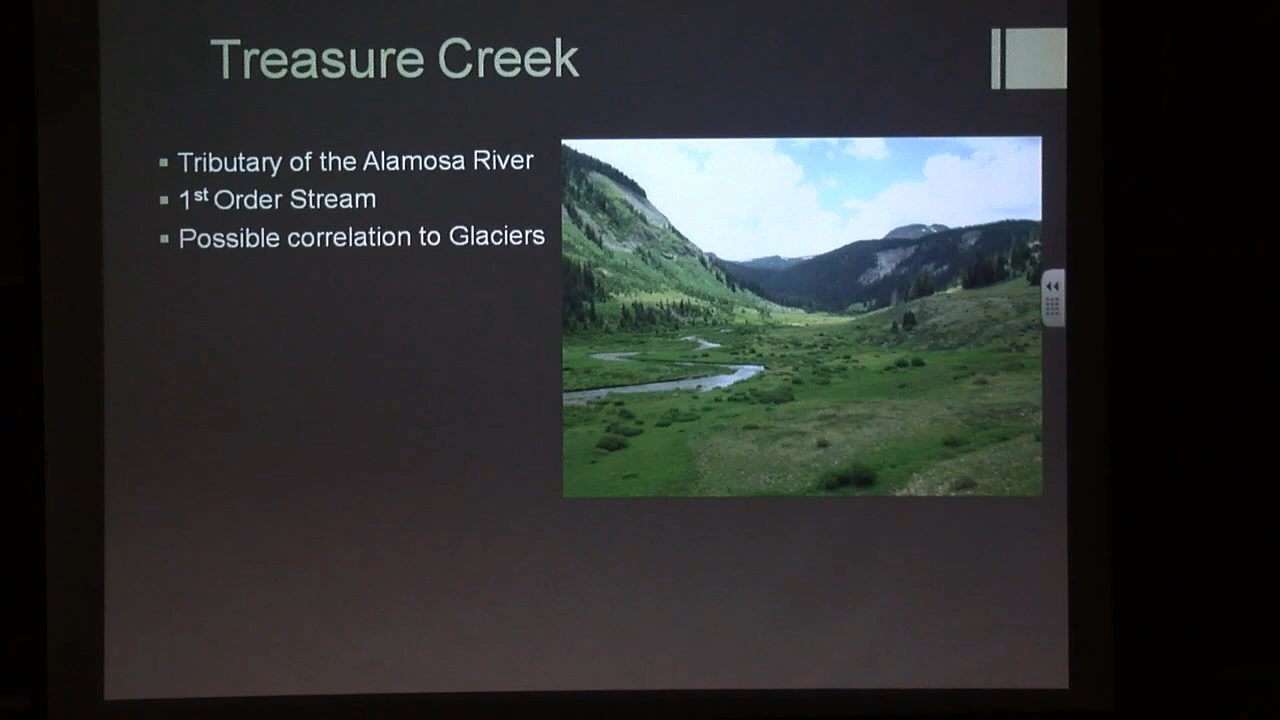 Treasure Creek
Tributary of the Alamosa River
1st Order Stream
Possible correlation to Glaciers